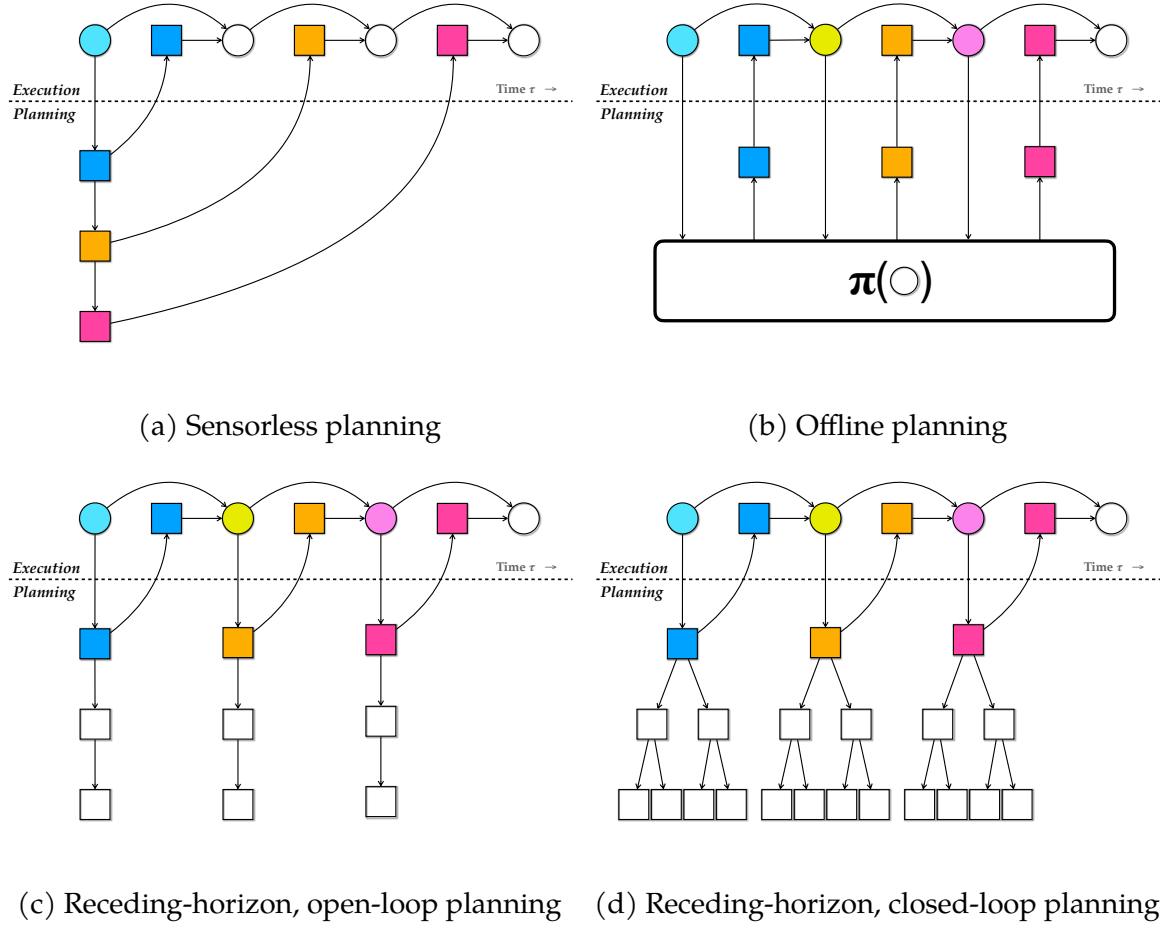 Execution
Time τ →
Planning
Execution
Time τ →
Planning
π(○)
(a) Sensorless planning
(b) Offline planning
Execution
Time τ →
Planning
Execution
Time τ →
Planning
(c) Receding-horizon, open-loop planning
(d) Receding-horizon, closed-loop planning